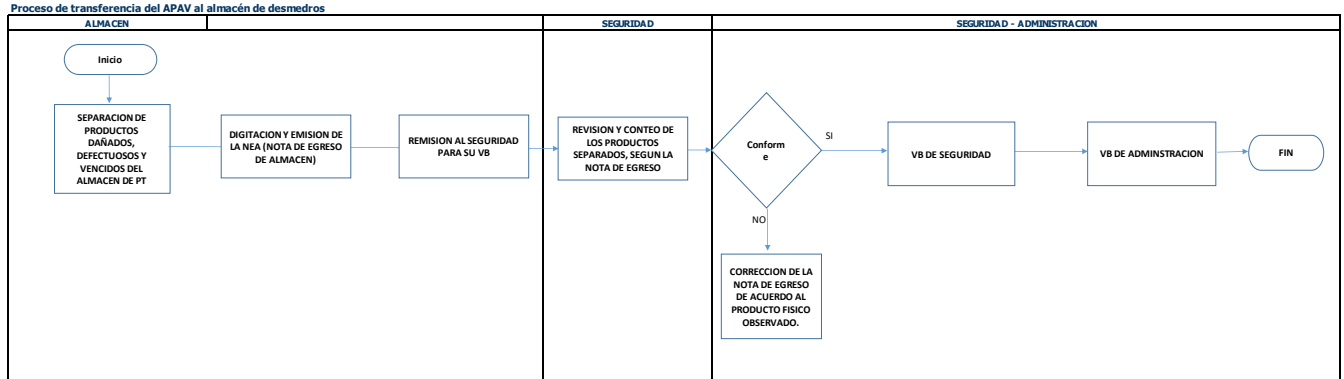 Proceso de transferencia del APAV al almacén de desmedros
ALMACEN
SEGURIDAD
SEGURIDAD - ADMINISTRACION
Inicio
SEPARACION DE
PRODUCTOS
DAÑADOS,
DEFECTUOSOS Y
VENCIDOS DEL
ALMACEN DE PT
DIGITACION Y EMISION DE
LA NEA (NOTA DE EGRESO
DE ALMACEN)
REMISION AL SEGURIDAD
PARA SU VB
REVISION Y CONTEO DE
LOS PRODUCTOS
SEPARADOS, SEGUN LA
NOTA DE EGRESO
Conform
e
SI
VB DE SEGURIDAD
VB DE ADMINSTRACION
FIN
NO
CORRECCION DE LA
NOTA DE EGRESO
DE ACUERDO AL
PRODUCTO FISICO
OBSERVADO.